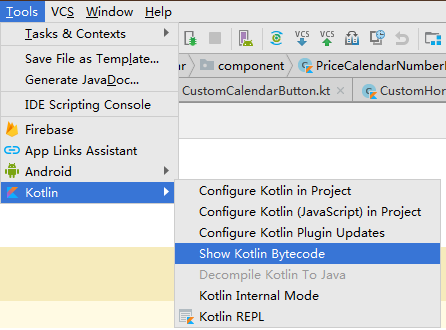 Tools VCS Window Help
Tasks & Contexts
Save File as Template...
Generate JavaDoc...
IDE Scripting Console
Firebase
App Links Assistant
Android
Kotlin
VCS VCS
component PriceCalendarNumber
CustomCalendarButton.kt CustomHor
Configure Kotlin in Project
Configure Kotlin (JavaScript) in Project
Configure Kotlin Plugin Updates
Show Kotlin Bytecode
Decompile Kotlin To Java
Kotlin Internal Mode
Kotlin REPL